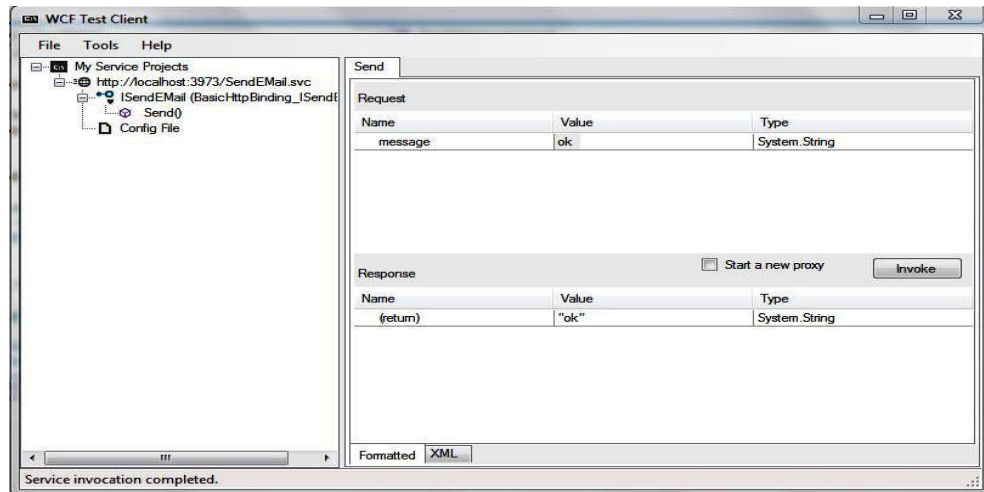 WCF Test Client
File Tools Help
My Service Projects
http://localhost:3973/SendEMail.svc
ISendEMail (BasicHttpBinding_ISendE
Send()
Config File
Send
Request
Name Value Type
message ok System.String
Response Start a new proxy Invoke
Name Value Type
(return) "ok" System.String
Formatted XML
Service invocation completed.